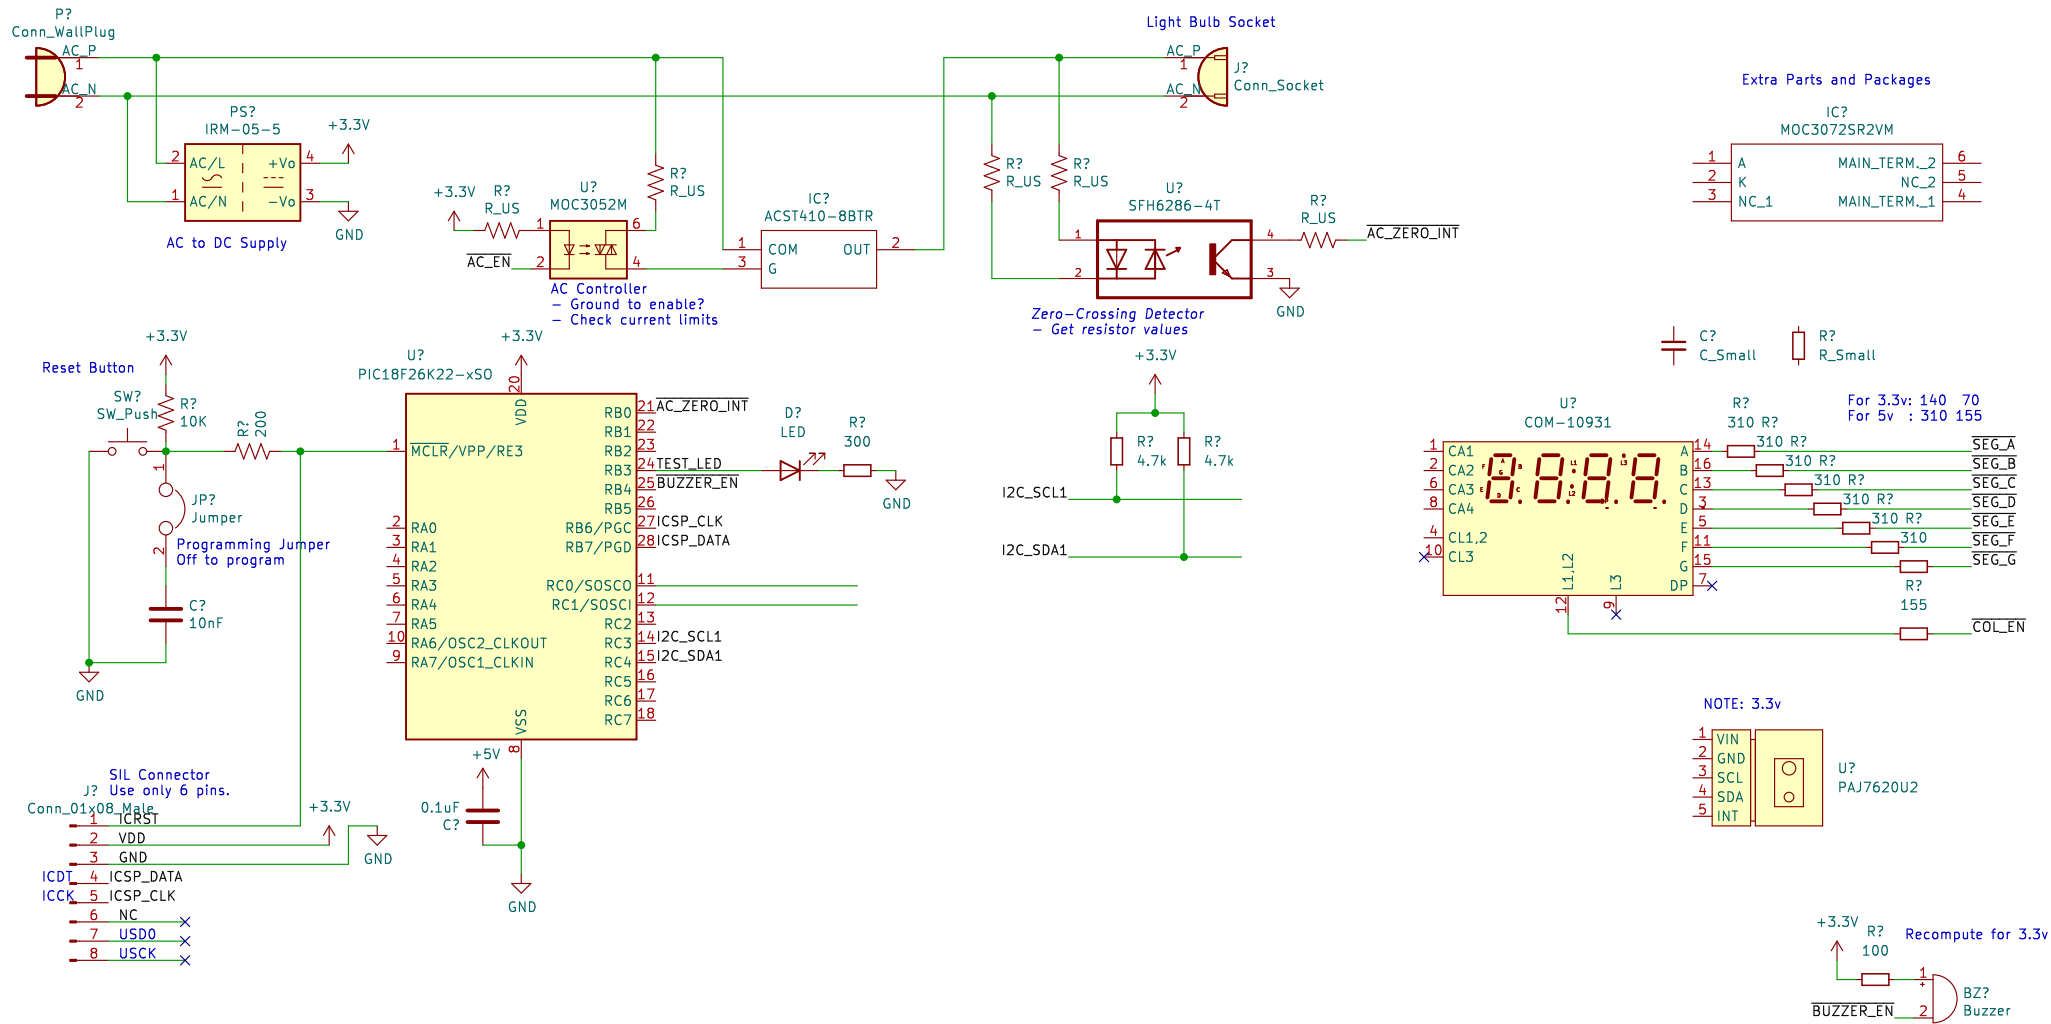 P?
Conn_WallPlug
AC_P
1
AC_N
2
Light Bulb Socket
AC_P
1
AC_N
2
J?
Conn_Socket
Extra Parts and Packages
PS?
IRM-05-5
2
AC/L
1
AC/N
+Vo
4
-Vo
3
+3.3V
GND
AC to DC Supply
+3.3V
R?
R_US
AC_EN
U?
MOC3052M
1
2
6
4
AC Controller
- Ground to enable?
- Check current limits
R?
R_US
IC?
ACST410-8BTR
1
COM
3
G
OUT
2
R?
R_US
R?
R_US
U?
SFH6286-4T
1
2
4
3
R?
R_US
AC_ZERO_INT
GND
Zero-Crossing Detector
- Get resistor values
IC?
MOC3072SR2VM
1
A
2
K
3
NC_1
MAIN_TERM._2
6
NC_2
5
MAIN_TERM._1
4
C?
C_Small
R?
R_Small
Reset Button
+3.3V
R?
10K
SW?
SW_Push
R?
200
1
JP?
Jumper
2
Programming Jumper
Off to program
C?
10nF
GND
U?
PIC18F26K22-xSO
+3.3V
20
VDD
1
MCLR/VPP/RE3
2
RA0
3
RA1
4
RA2
5
RA3
6
RA4
7
RA5
10
RA6/OSC2_CLKOUT
9
RA7/OSC1_CLKIN
RB0
21
AC_ZERO_INT
RB1
22
RB2
23
RB3
24
TEST_LED
RB4
25
BUZZER_EN
RB5
26
RB6/PGC
27
ICSP_CLK
RB7/PGD
28
ICSP_DATA
RC0/SOSCO
11
RC1/SOSCI
12
RC2
13
RC3
14
I2C_SCL1
RC4
15
I2C_SDA1
RC5
16
RC6
17
RC7
18
VSS
8
D?
LED
R?
300
GND
+5V
0.1uF
C?
GND
+3.3V
R?
4.7k
R?
4.7k
I2C_SCL1
I2C_SDA1
U?
COM-10931
1
CA1
2
CA2
6
CA3
8
CA4
4
CL1,2
10
CL3
A
B
C
D
E
F
G
L1
L2
L3
DP
L1,L2
12
L3
9
A
14
B
16
C
13
D
3
E
5
F
11
G
15
DP
7
For 3.3v: 140  70
For 5v  : 310 155
R?
310 R?
310 R?
310 R?
310 R?
310 R?
310 R?
310
R?
155
SEG_A
SEG_B
SEG_C
SEG_D
SEG_E
SEG_F
SEG_G
COL_EN
SIL Connector
Use only 6 pins.
J?
Conn_01x08_Male
1
ICRST
2
VDD
3
GND
ICDT
4
ICSP_DATA
ICCK
5
ICSP_CLK
6
NC
7
USD0
8
USCK
+3.3V
GND
NOTE: 3.3v
1
VIN
2
GND
3
SCL
4
SDA
5
INT
U?
PAJ7620U2
+3.3V
R?
100
Recompute for 3.3v
1
+
2
BUZZER_EN
BZ?
Buzzer